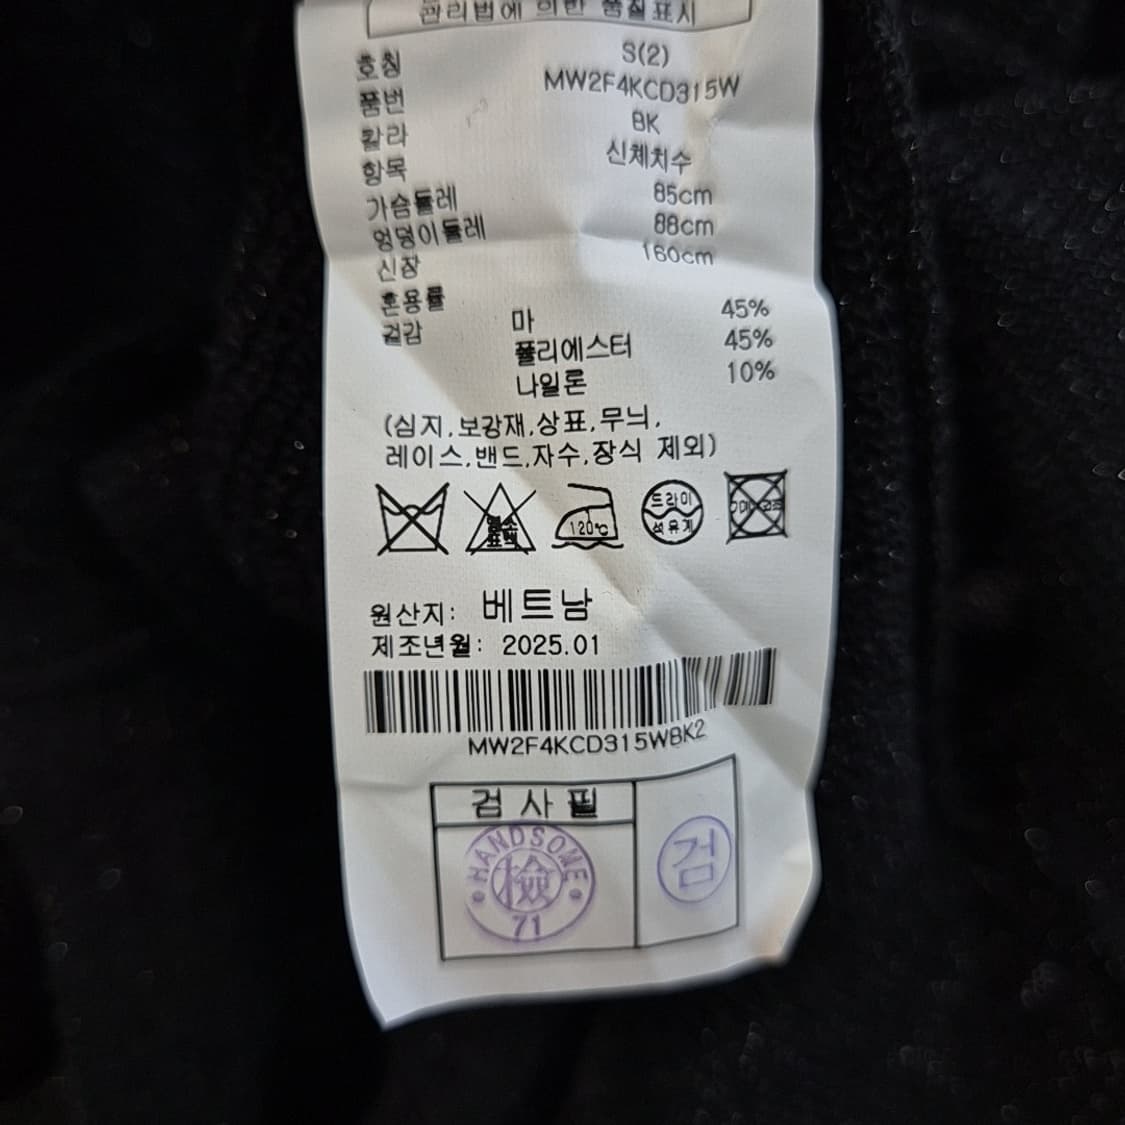 관리법에 의한 품질표시
호칭 S(2)
품번 MW2F4KCD315W
칼라 BK
항목 신체치수
가슴둘레 85cm
엉덩이둘레 88cm
신장 160cm
혼용률
겉감 마 45%
폴리에스터 45%
나일론 10%
(심지,보강재,상표,무늬,
레이스,밴드,자수,장식 제외)
염소
표백
120℃
드라이
석유계
원산지: 베트남
제조년월: 2025.01
MW2F4KCD315WBK2
검사필
HANDSOME
檢
71
검